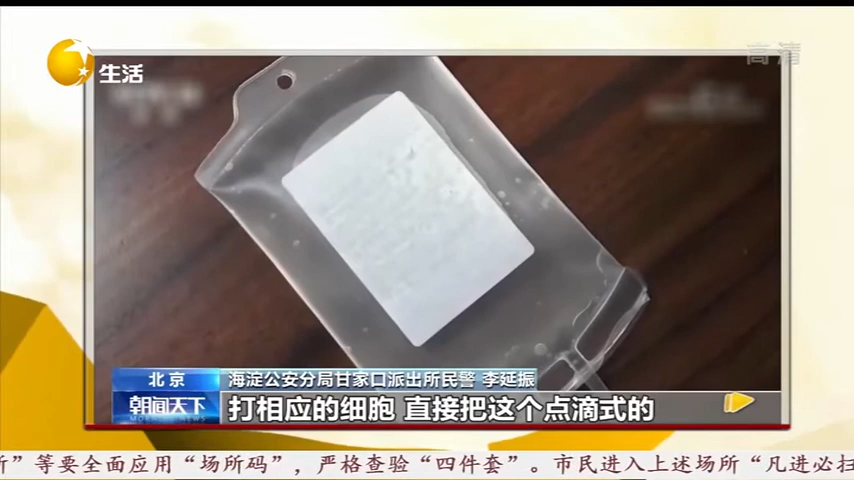 生活
高清
北京
海淀公安分局甘家口派出所民警 李延振
朝闻天下
MORNING NEWS
打相应的细胞 直接把这个点滴式的
所”等要全面应用“场所码”，严格查验“四件套”。市民进入上述场所“凡进必扫